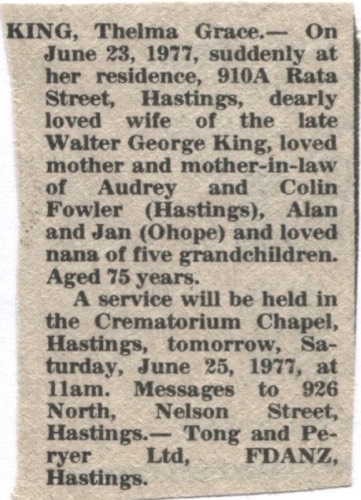 KING, Thelma Grace.— On
June 23, 1977, suddenly at
her residence, 910A Rata
Street, Hastings, dearly
loved wife of the late
Walter George King, loved
mother and mother-in-law
of Audrey and Colin
Fowler (Hastings), Alan
and Jan (Ohope) and loved
nana of five grandchildren.
Aged 75 years.
A service will be held in
the Crematorium Chapel,
Hastings, tomorrow, Sa-
turday, June 25, 1977, at
11am. Messages to 926
North, Nelson Street,
Hastings.— Tong and Pe-
ryer Ltd, FDANZ,
Hastings.